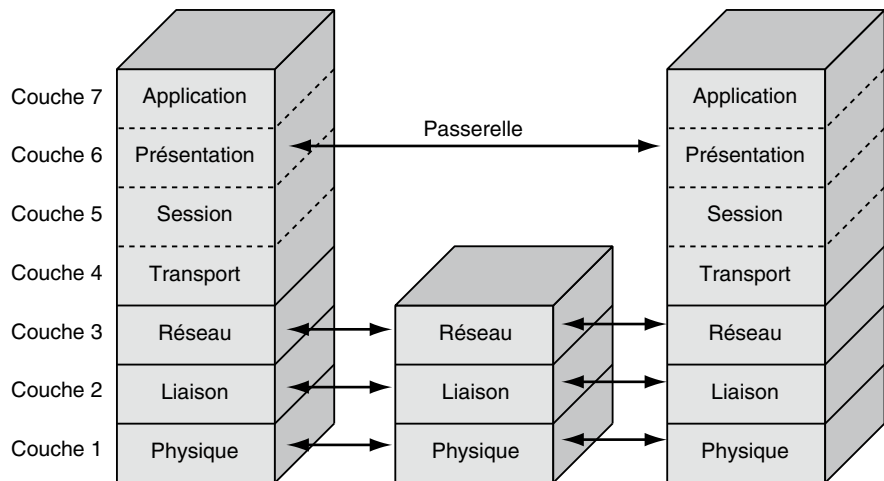 Couche 7 Application Application
Passerelle
Couche 6 Présentation Présentation
Couche 5 Session Session
Couche 4 Transport Transport
Couche 3 Réseau Réseau Réseau
Couche 2 Liaison Liaison Liaison
Couche 1 Physique Physique Physique